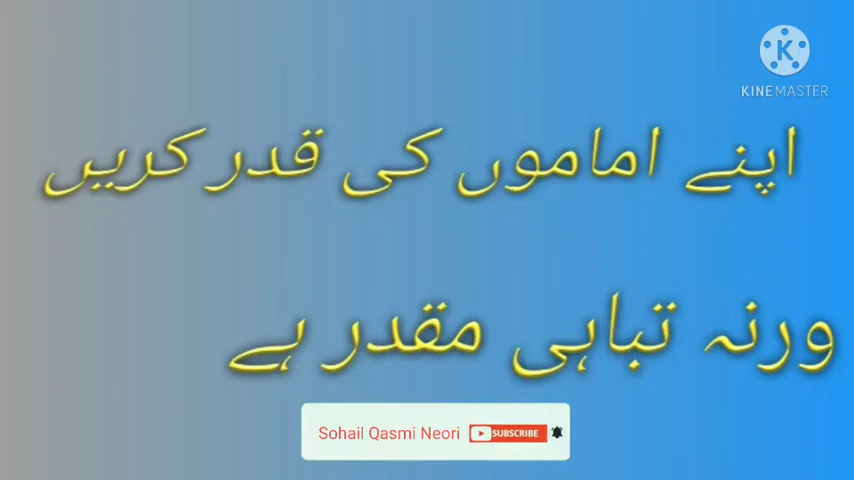 KINEMASTER
اپنے اماموں کی قدر کریں
ورنہ تباہی مقدر ہے
Sohail Qasmi Neori SUBSCRIBE